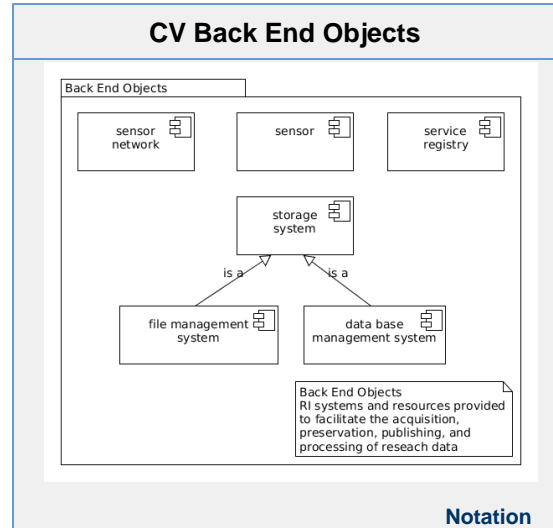 CV Back End Objects
Back End Objects
sensor
network
sensor
service
registry
storage
system
is a
is a
file management
system
data base
management system
Back End Objects
RI systems and resources provided
to facilitate the acquisition,
preservation, publishing, and
processing of reseach data
Notation